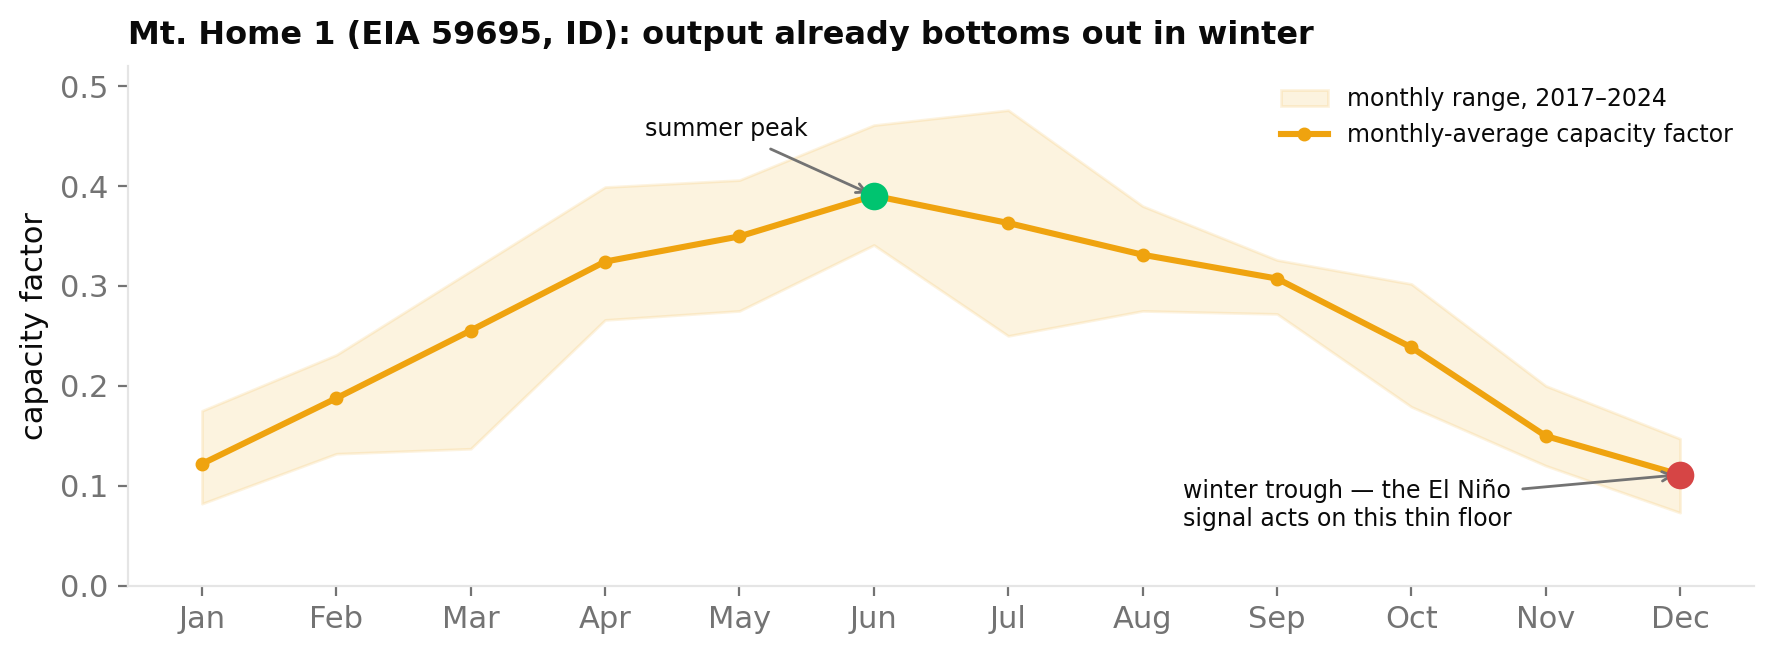 Mt. Home 1 (EIA 59695, ID): output already bottoms out in winter
monthly range, 2017–2024
monthly-average capacity factor
summer peak
winter trough — the El Niño
signal acts on this thin floor
capacity factor
0.5
0.4
0.3
0.2
0.1
0.0
Jan Feb Mar Apr May Jun Jul Aug Sep Oct Nov Dec